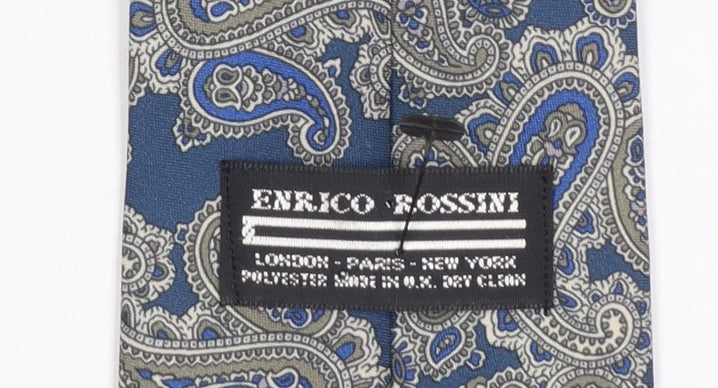 ENRICO ROSSINI
LONDON - PARIS - NEW YORK
POLYESTER MADE IN U.K. DRY CLEAN